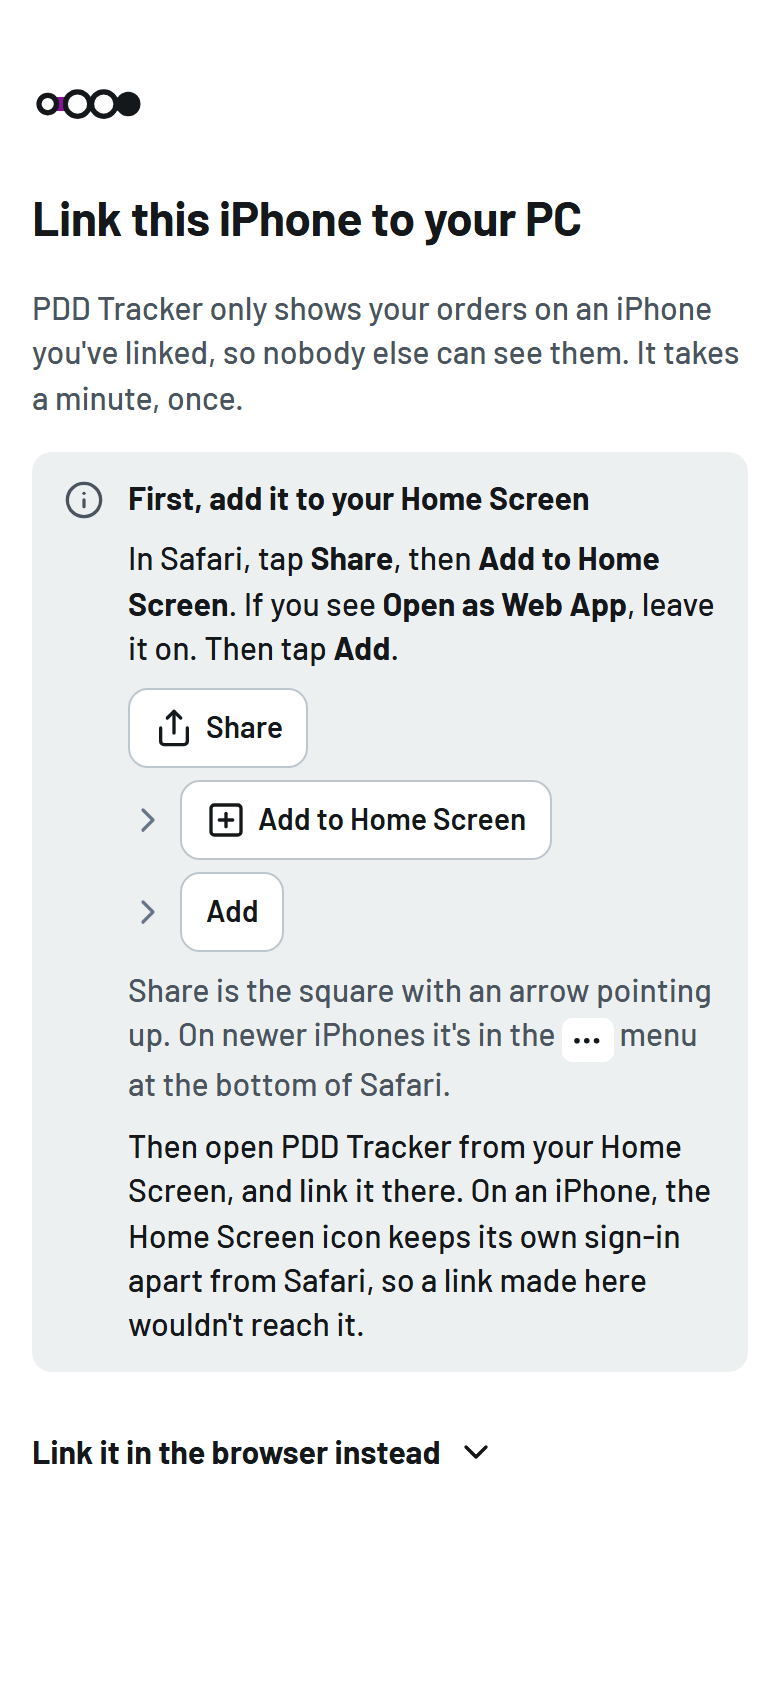 Link this iPhone to your PC
PDD Tracker only shows your orders on an iPhone
you've linked, so nobody else can see them. It takes
a minute, once.
First, add it to your Home Screen
In Safari, tap Share, then Add to Home
Screen. If you see Open as Web App, leave
it on. Then tap Add.
Share
Add to Home Screen
Add
Share is the square with an arrow pointing
up. On newer iPhones it's in the ••• menu
at the bottom of Safari.
Then open PDD Tracker from your Home
Screen, and link it there. On an iPhone, the
Home Screen icon keeps its own sign-in
apart from Safari, so a link made here
wouldn't reach it.
Link it in the browser instead